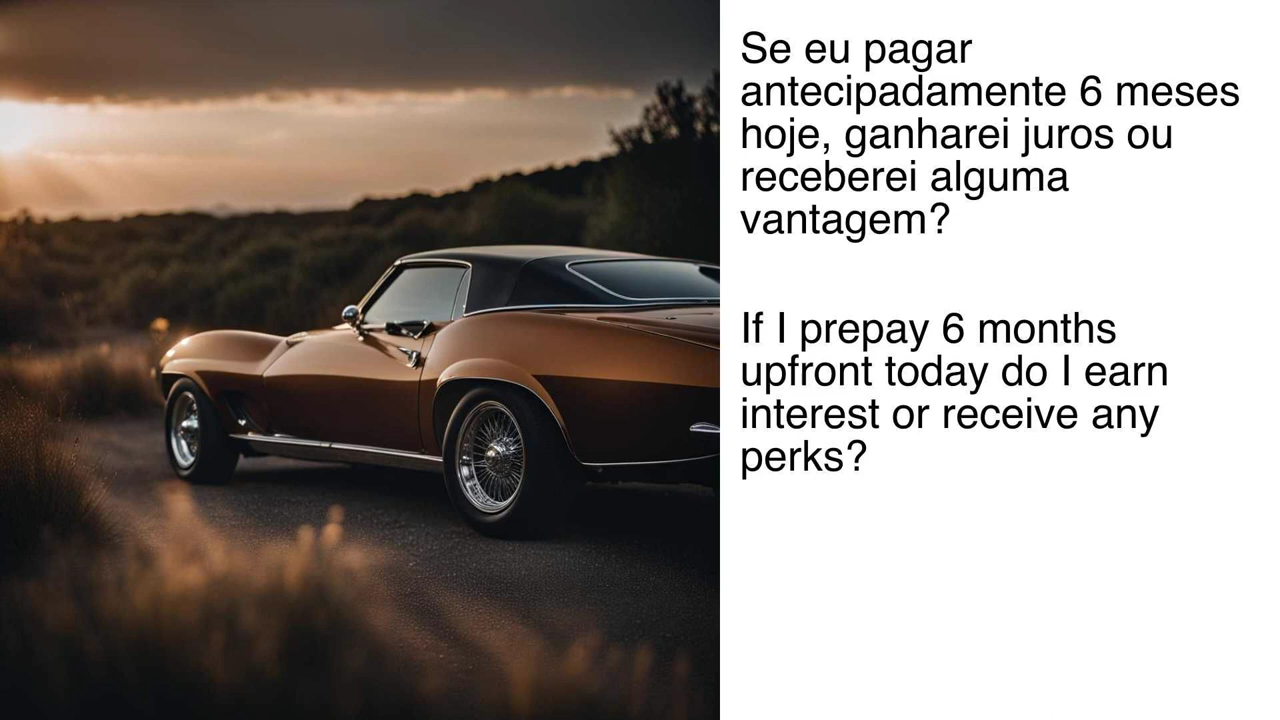 Se eu pagar
antecipadamente 6 meses
hoje, ganharei juros ou
receberei alguma
vantagem?
If I prepay 6 months
upfront today do I earn
interest or receive any
perks?